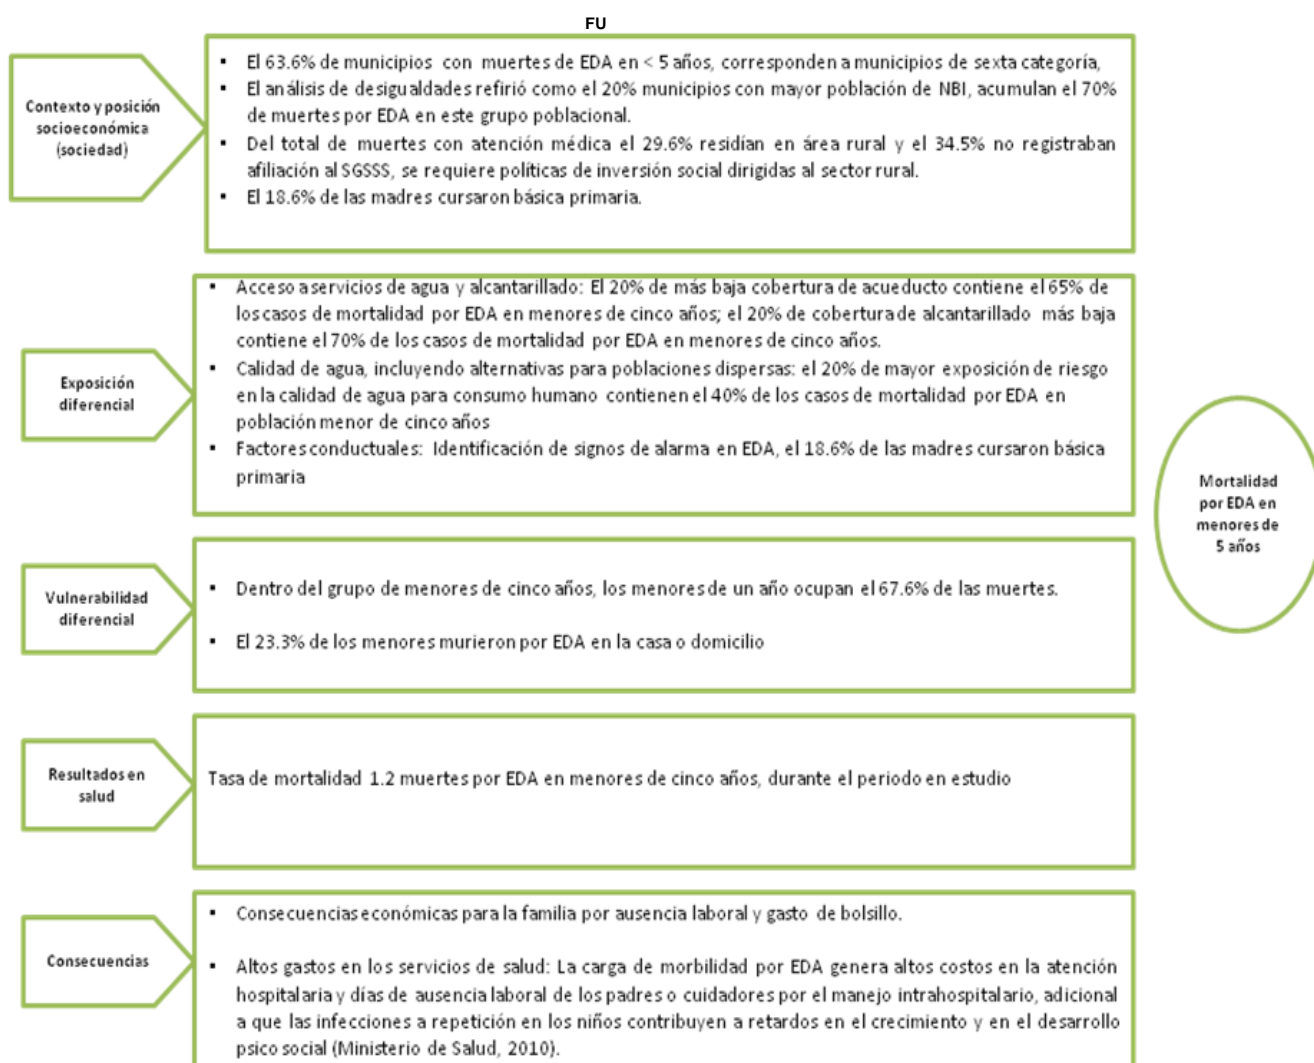 FU
Contexto y posición
socioeconómica
(sociedad)
▪ El 63.6% de municipios con muertes de EDA en < 5 años, corresponden a municipios de sexta categoría,
▪ El análisis de desigualdades refirió como el 20% municipios con mayor población de NBI, acumulan el 70%
de muertes por EDA en este grupo poblacional.
▪ Del total de muertes con atención médica el 29.6% residían en área rural y el 34.5% no registraban
afiliación al SGSSS, se requiere políticas de inversión social dirigidas al sector rural.
▪ El 18.6% de las madres cursaron básica primaria.
Exposición
diferencial
▪ Acceso a servicios de agua y alcantarillado: El 20% de más baja cobertura de acueducto contiene el 65% de
los casos de mortalidad por EDA en menores de cinco años; el 20% de cobertura de alcantarillado más baja
contiene el 70% de los casos de mortalidad por EDA en menores de cinco años.
▪ Calidad de agua, incluyendo alternativas para poblaciones dispersas: el 20% de mayor exposición de riesgo
en la calidad de agua para consumo humano contienen el 40% de los casos de mortalidad por EDA en
población menor de cinco años
▪ Factores conductuales: Identificación de signos de alarma en EDA, el 18.6% de las madres cursaron básica
primaria
Mortalidad
por EDA en
menores de
5 años
Vulnerabilidad
diferencial
▪ Dentro del grupo de menores de cinco años, los menores de un año ocupan el 67.6% de las muertes.
▪ El 23.3% de los menores murieron por EDA en la casa o domicilio
Resultados en
salud
Tasa de mortalidad 1.2 muertes por EDA en menores de cinco años, durante el periodo en estudio
Consecuencias
▪ Consecuencias económicas para la familia por ausencia laboral y gasto de bolsillo.
▪ Altos gastos en los servicios de salud: La carga de morbilidad por EDA genera altos costos en la atención
hospitalaria y días de ausencia laboral de los padres o cuidadores por el manejo intrahospitalario, adicional
a que las infecciones a repetición en los niños contribuyen a retardos en el crecimiento y en el desarrollo
psico social (Ministerio de Salud, 2010).